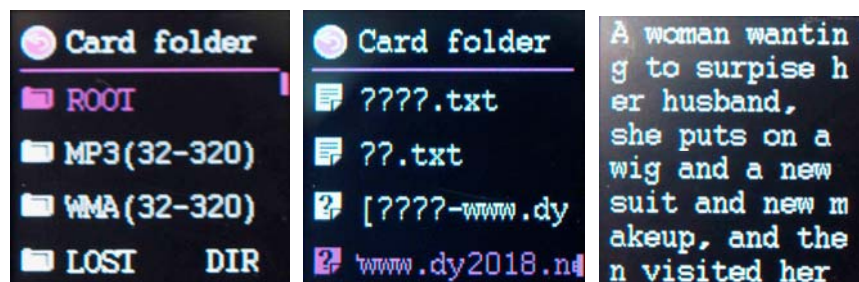 Card folder
ROOT
MP3(32-320)
WMA(32-320)
LOST DIR
Card folder
????.txt
??.txt
[????-www.dy
www.dy2018.ne
A woman wantin
g to surpise h
er husband,
she puts on a
wig and a new
suit and new m
akeup, and the
n visited her